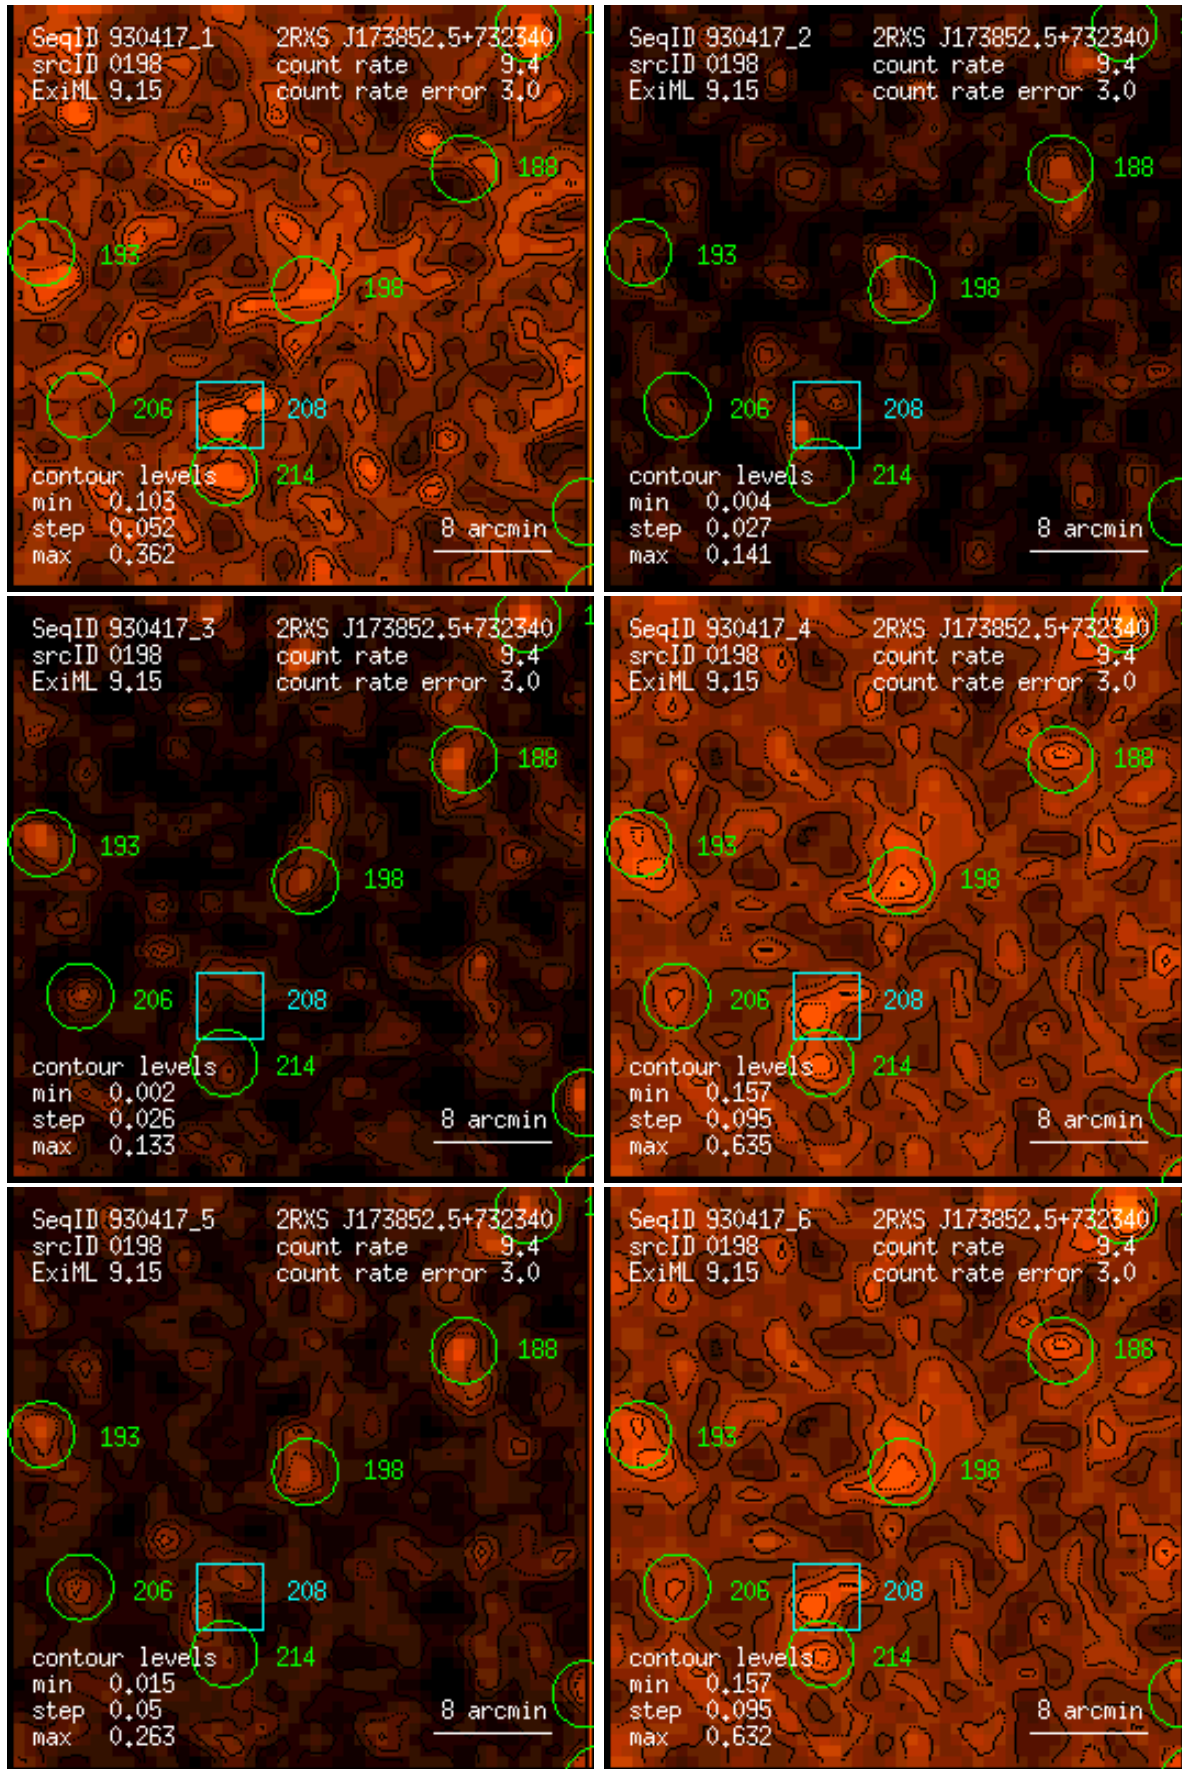 SeqID 930417_1 2RXS J173852.5+732340
srcID 0198 count rate 9.4
ExiML 9.15 count rate error 3.0
1
188
193
198
206
208
214
contour levels
min 0.103
step 0.052
max 0.362
8 arcmin
SeqID 930417_2 2RXS J173852.5+732340
srcID 0198 count rate 9.4
ExiML 9.15 count rate error 3.0
188
193
198
206
208
214
contour levels
min 0.004
step 0.027
max 0.141
8 arcmin
SeqID 930417_3 2RXS J173852.5+732340
srcID 0198 count rate 9.4
ExiML 9.15 count rate error 3.0
1
188
193
198
206
208
214
contour levels
min 0.002
step 0.026
max 0.133
8 arcmin
SeqID 930417_4 2RXS J173852.5+732340
srcID 0198 count rate 9.4
ExiML 9.15 count rate error 3.0
188
193
198
206
208
214
contour levels
min 0.157
step 0.095
max 0.635
8 arcmin
SeqID 930417_5 2RXS J173852.5+732340
srcID 0198 count rate 9.4
ExiML 9.15 count rate error 3.0
1
188
193
198
206
208
214
contour levels
min 0.015
step 0.05
max 0.263
8 arcmin
SeqID 930417_6 2RXS J173852.5+732340
srcID 0198 count rate 9.4
ExiML 9.15 count rate error 3.0
188
193
198
206
208
214
contour levels
min 0.157
step 0.095
max 0.632
8 arcmin